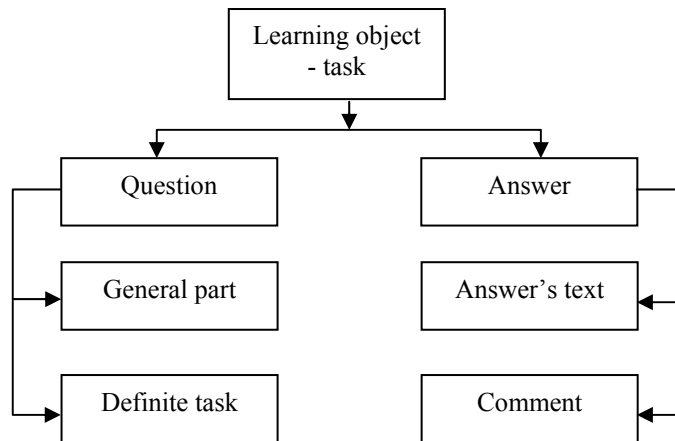 Learning object
- task
Question
Answer
General part
Answer’s text
Definite task
Comment